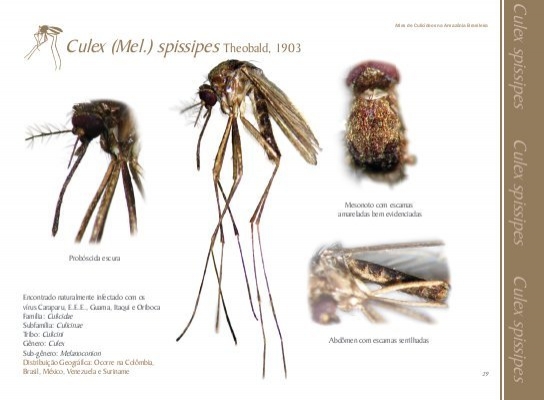 Atlas de Culicídeos na Amazônia Brasileira
Culex (Mel.) spissipes Theobald, 1903
Probóscida escura
Mesonoto com escamas
amareladas bem evidenciadas
Abdômen com escamas serrilhadas
Encontrado naturalmente infectado com os
vírus Caraparu, E.E.E., Guama, Itaqui e Oriboca
Família: Culicidae
Subfamília: Culicinae
Tribo: Culicini
Gênero: Culex
Sub-gênero: Melanoconion
Distribuição Geográfica: Ocorre na Colômbia,
Brasil, México, Venezuela e Suriname
29
Culex spissipes
Culex spissipes
Culex spissipes